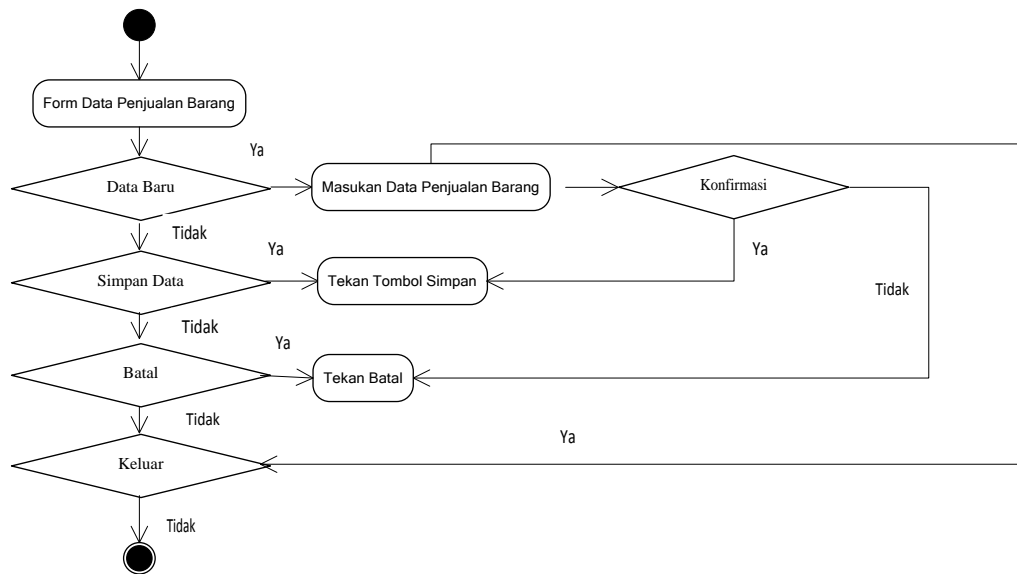 Form Data Penjualan Barang
Ya
Data Baru
Masukan Data Penjualan Barang
Konfirmasi
Tidak
Ya
Ya
Simpan Data
Tekan Tombol Simpan
Tidak
Tidak
Ya
Batal
Tekan Batal
Tidak
Ya
Keluar
Tidak